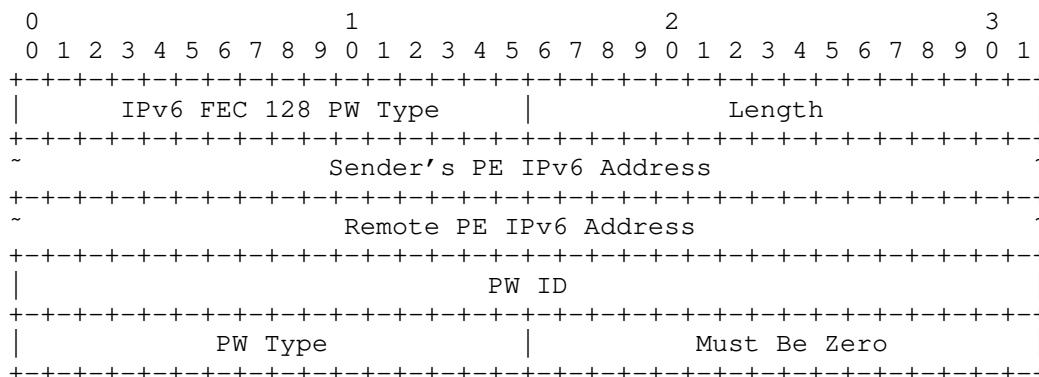 0                   1                   2                   3
 0 1 2 3 4 5 6 7 8 9 0 1 2 3 4 5 6 7 8 9 0 1 2 3 4 5 6 7 8 9 0 1
+-+-+-+-+-+-+-+-+-+-+-+-+-+-+-+-+-+-+-+-+-+-+-+-+-+-+-+-+-+-+-+--
|      IPv6 FEC 128 PW Type     |            Length
+-+-+-+-+-+-+-+-+-+-+-+-+-+-+-+-+-+-+-+-+-+-+-+-+-+-+-+-+-+-+-+--
~                   Sender's PE IPv6 Address                    ~
+-+-+-+-+-+-+-+-+-+-+-+-+-+-+-+-+-+-+-+-+-+-+-+-+-+-+-+-+-+-+-+--
~                    Remote PE IPv6 Address                     ~
+-+-+-+-+-+-+-+-+-+-+-+-+-+-+-+-+-+-+-+-+-+-+-+-+-+-+-+-+-+-+-+--
|                             PW ID
+-+-+-+-+-+-+-+-+-+-+-+-+-+-+-+-+-+-+-+-+-+-+-+-+-+-+-+-+-+-+-+--
|            PW Type            |          Must Be Zero
+-+-+-+-+-+-+-+-+-+-+-+-+-+-+-+-+-+-+-+-+-+-+-+-+-+-+-+-+-+-+-+--